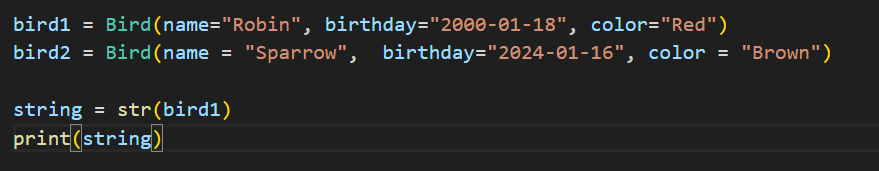 bird1 = Bird(name="Robin", birthday="2000-01-18", color="Red")
bird2 = Bird(name = "Sparrow",  birthday="2024-01-16", color = "Brown")
string = str(bird1)
print(string)